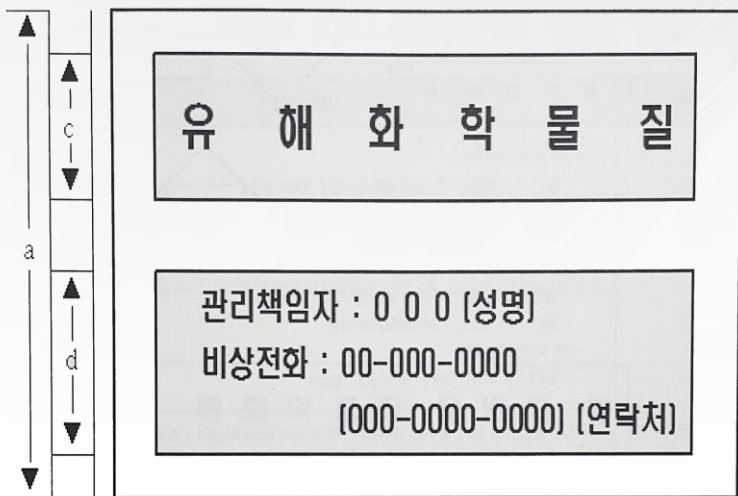 유 해 화 학 물 질
관리책임자 : 0 0 0 (성명)
비상전화 : 00-000-0000
(000-0000-0000) (연락처)
a
c
d